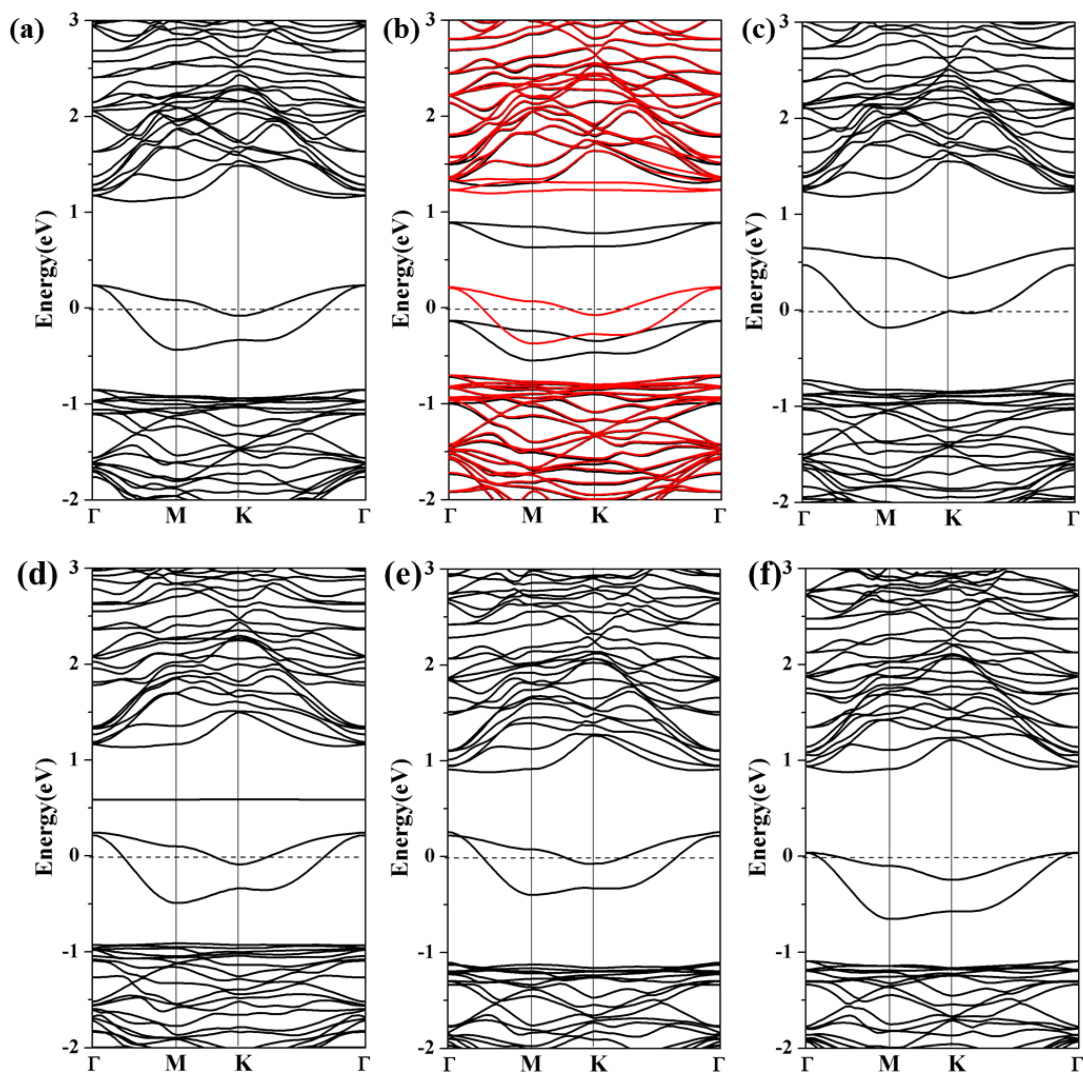 (a) (b) (c)
3 3 3
2 2 2
1 1 1
0 0 0
-1 -1 -1
-2 -2 -2
Energy(eV) Energy(eV) Energy(eV)
Γ M K Γ Γ M K Γ Γ M K Γ
(d) (e) (f)
3 3 3
2 2 2
1 1 1
0 0 0
-1 -1 -1
-2 -2 -2
Energy(eV) Energy(eV) Energy(eV)
Γ M K Γ Γ M K Γ Γ M K Γ